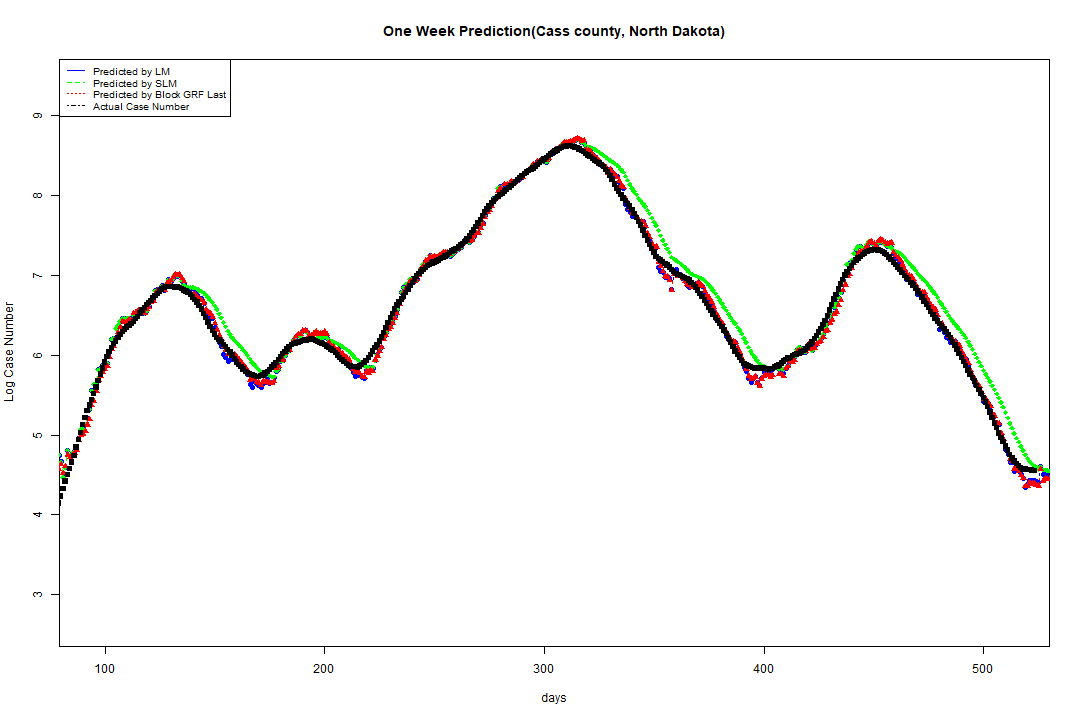 One Week Prediction(Cass county, North Dakota)
Predicted by LM
Predicted by SLM
Predicted by Block GRF Last
Actual Case Number
9
8
7
6
5
4
3
Log Case Number
100 200 300 400 500
days